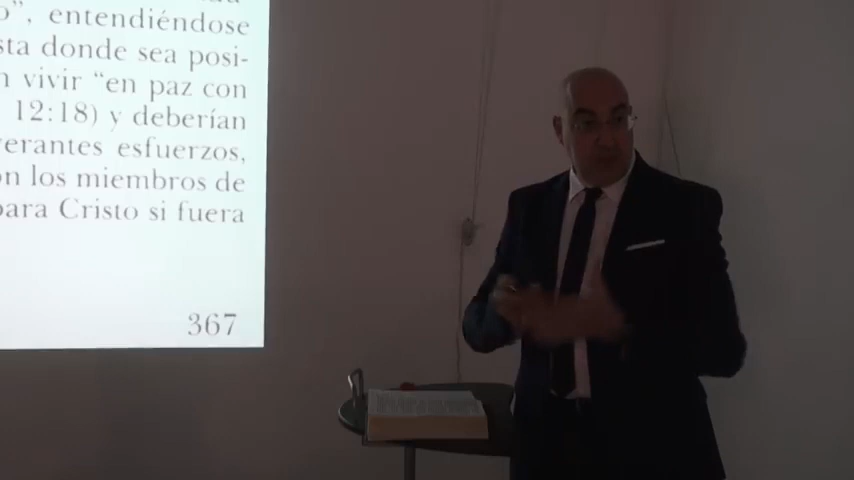 o”, entendiéndose
sta donde sea posi-
n vivir “en paz con
12:18) y deberían
verantes esfuerzos,
on los miembros de
para Cristo si fuera
367